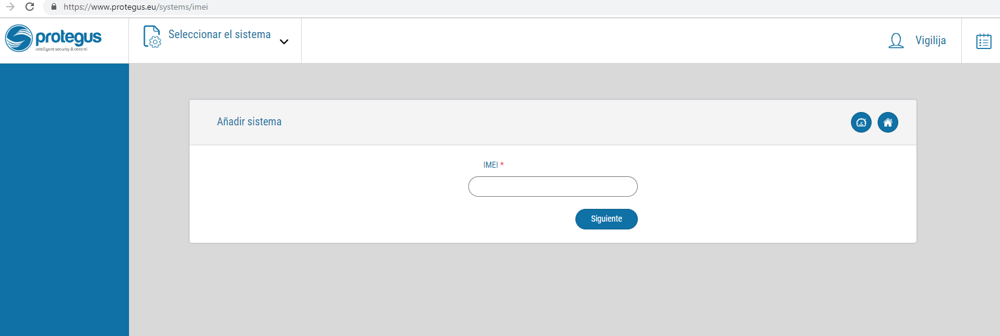 https://www.protegus.eu/systems/imei
protegus
intelligent security & control
Seleccionar el sistema
Vigilija
Añadir sistema
IMEI *
Siguiente